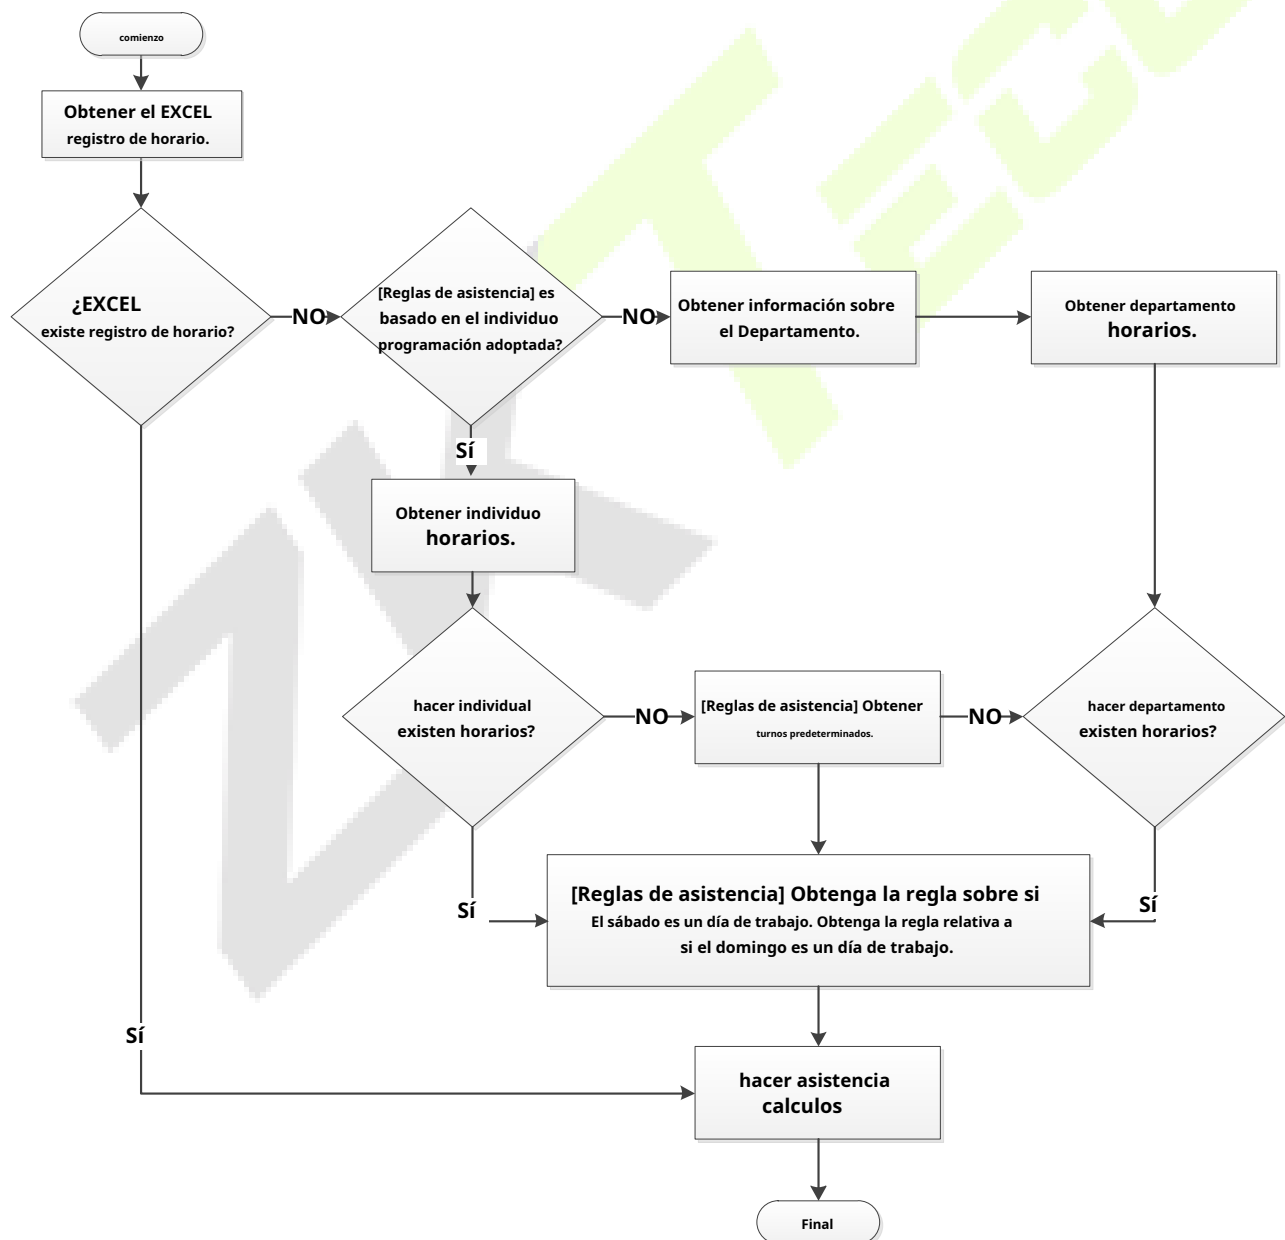 comienzo
Obtener el EXCEL
registro de horario.
¿EXCEL
existe registro de horario?
NO
[Reglas de asistencia] es
basado en el individuo
programación adoptada?
NO
Obtener información sobre
el Departamento.
Obtener departamento
horarios.
Sí
Obtener individuo
horarios.
hacer individual
existen horarios?
NO
[Reglas de asistencia] Obtener
turnos predeterminados.
NO
hacer departamento
existen horarios?
Sí
[Reglas de asistencia] Obtenga la regla sobre si
El sábado es un día de trabajo. Obtenga la regla relativa a
si el domingo es un día de trabajo.
Sí
Sí
hacer asistencia
calculos
Final